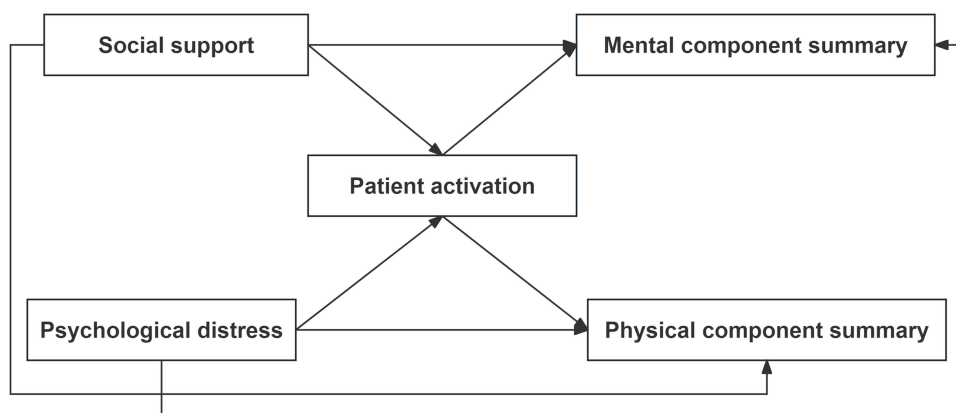 Social support
Mental component summary
Patient activation
Psychological distress
Physical component summary